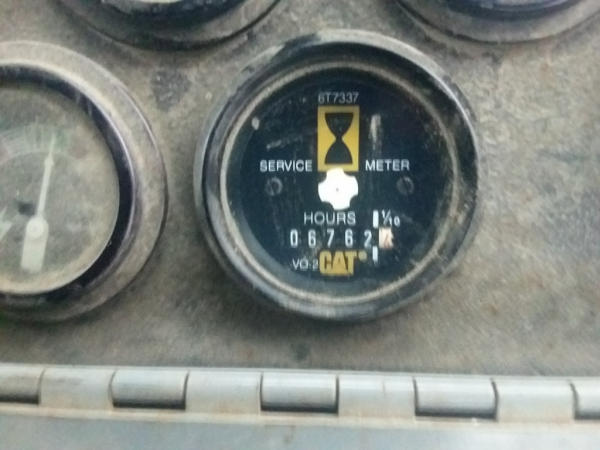 6T7337
SERVICE METER
HOURS 1/10
06762
CAT